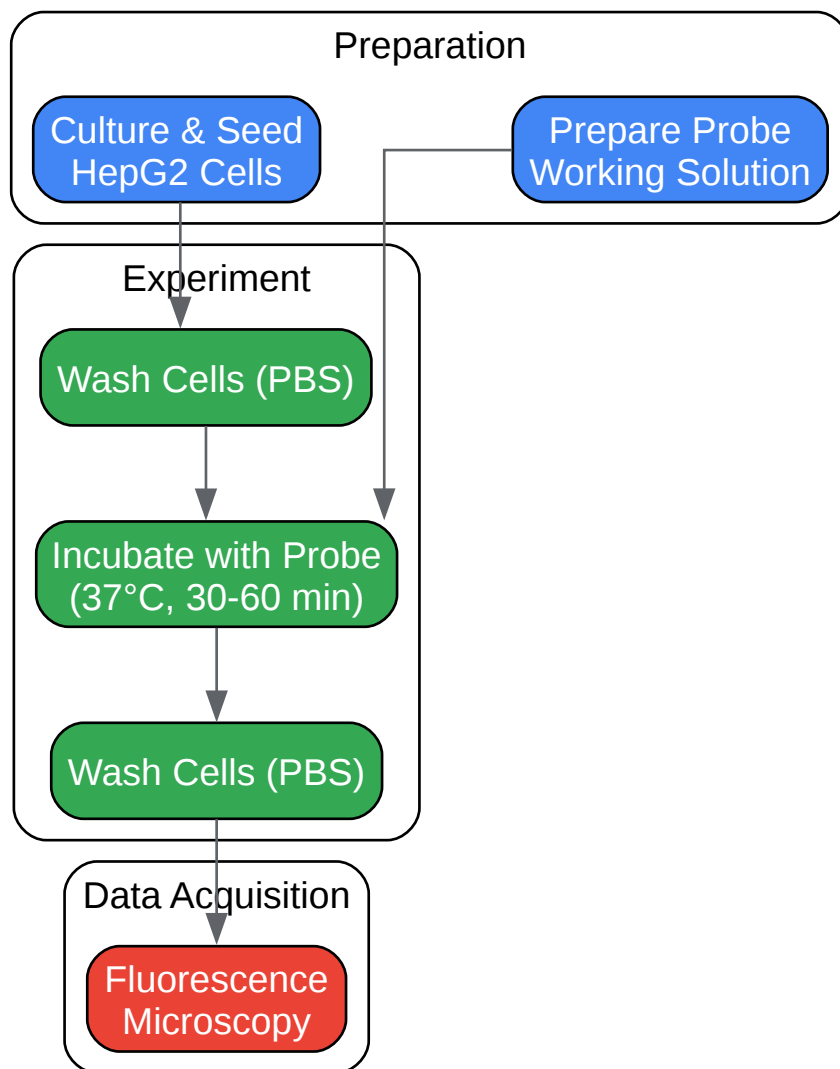 Preparation
Culture & Seed
HepG2 Cells
Prepare Probe
Working Solution
Experiment
Wash Cells (PBS)
Incubate with Probe
(37°C, 30-60 min)
Wash Cells (PBS)
Data Acquisition
Fluorescence
Microscopy